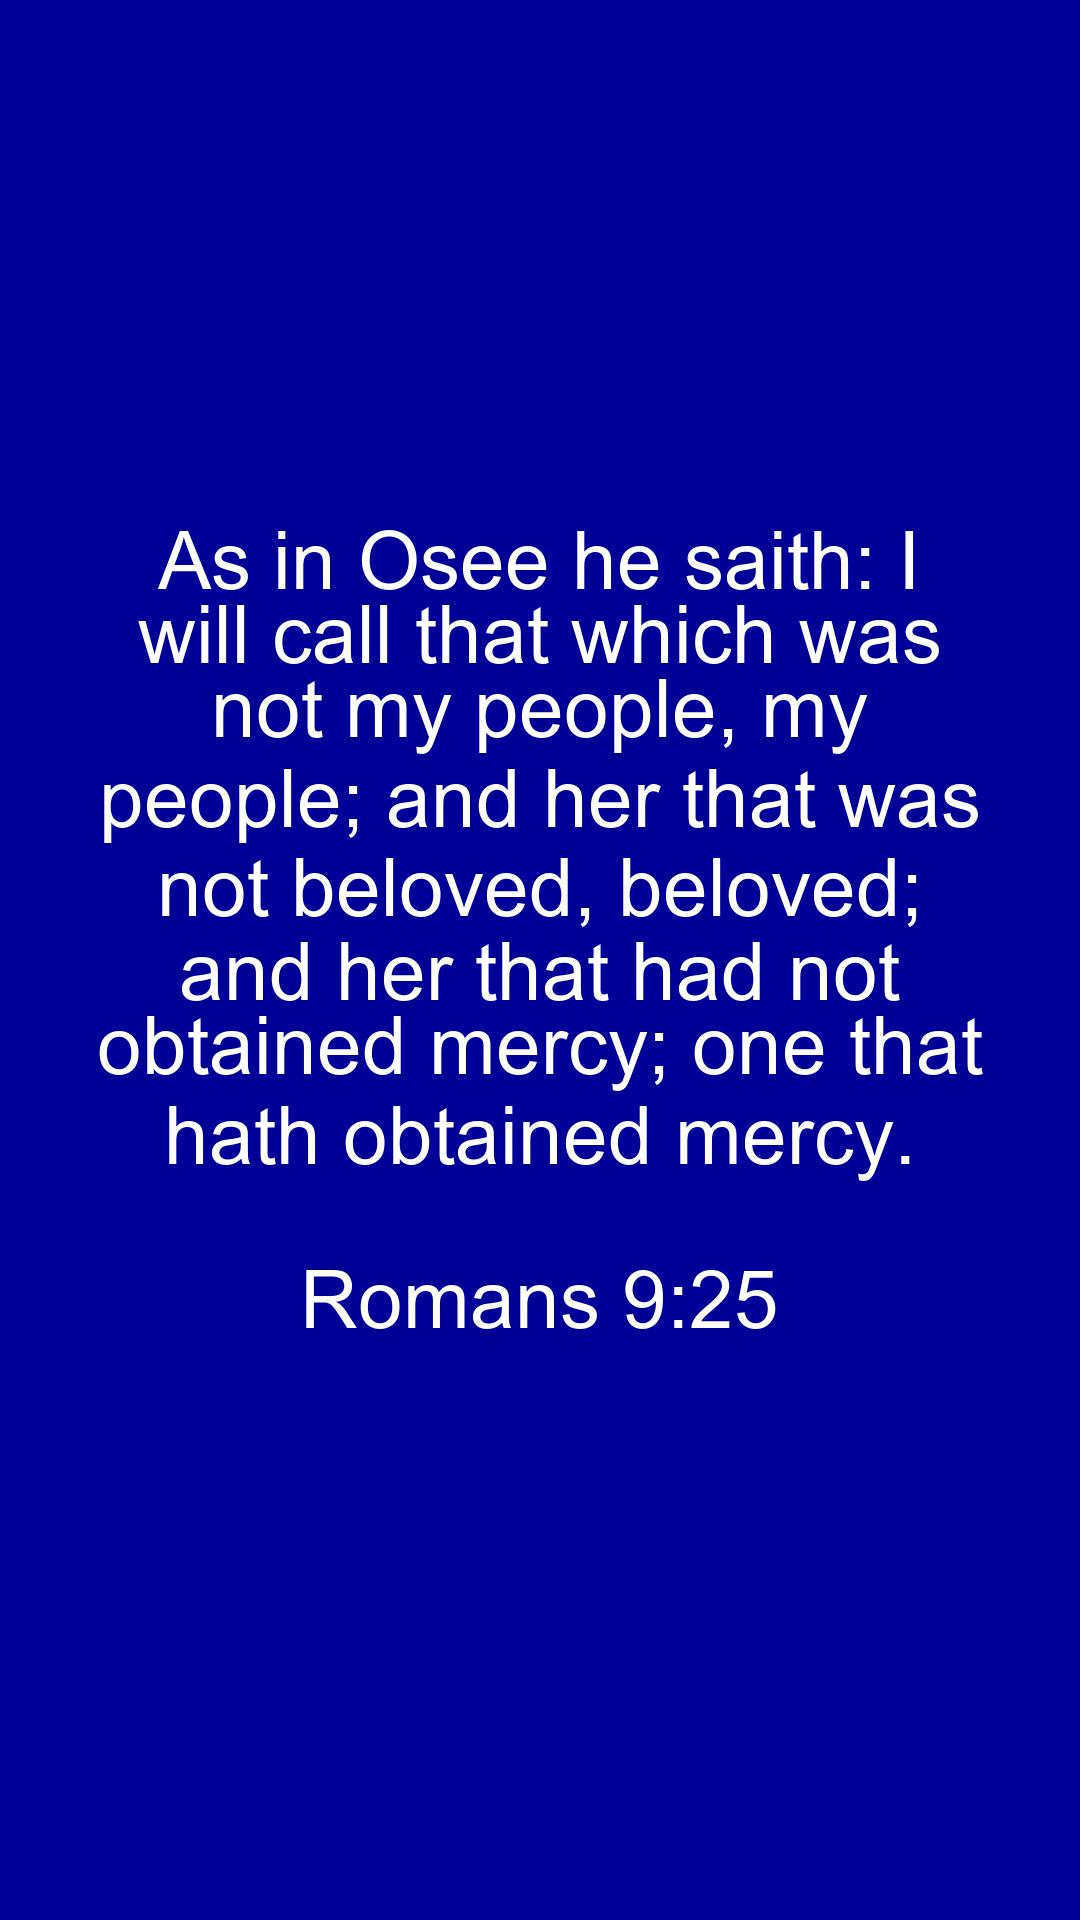 As in Osee he saith: I
will call that which was
not my people, my
people; and her that was
not beloved, beloved;
and her that had not
obtained mercy; one that
hath obtained mercy.
Romans 9:25